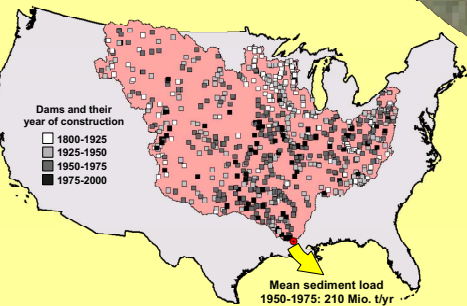 Dams and their
year of construction
1800-1925
1925-1950
1950-1975
1975-2000
Mean sediment load
1950-1975: 210 Mio. t/yr